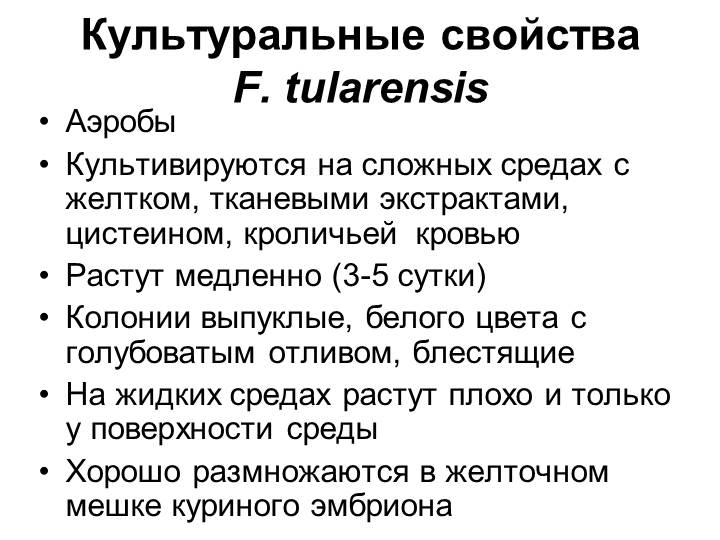 Культуральные свойства
F. tularensis
• Аэробы
• Культивируются на сложных средах с
желтком, тканевыми экстрактами,
цистеином, кроличьей кровью
• Растут медленно (3-5 сутки)
• Колонии выпуклые, белого цвета с
голубоватым отливом, блестящие
• На жидких средах растут плохо и только
у поверхности среды
• Хорошо размножаются в желточном
мешке куриного эмбриона